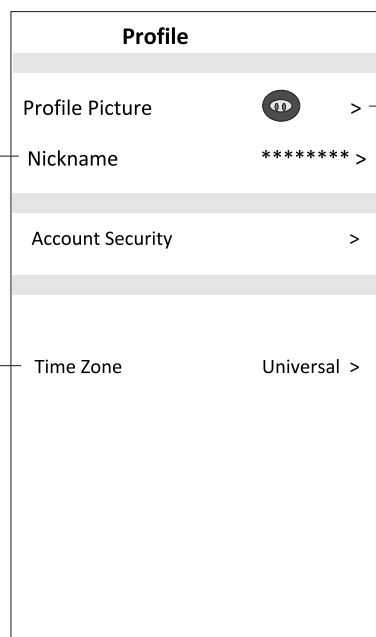 Profile
Profile Picture >
Nickname ******** >
Account Security >
Time Zone Universal >